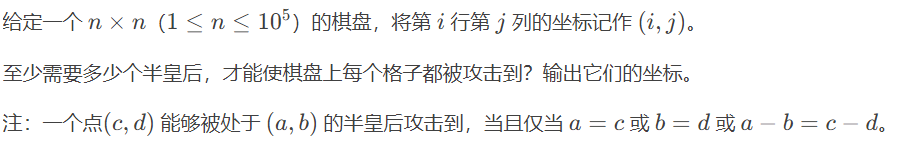 给定一个 n × n（1 ≤ n ≤ 10⁵）的棋盘，将第 i 行第 j 列的坐标记作 (i, j)。
至少需要多少个半皇后，才能使棋盘上每个格子都被攻击到？输出它们的坐标。
注：一个点(c, d) 能够被处于 (a, b) 的半皇后攻击到，当且仅当 a = c 或 b = d 或 a − b = c − d。